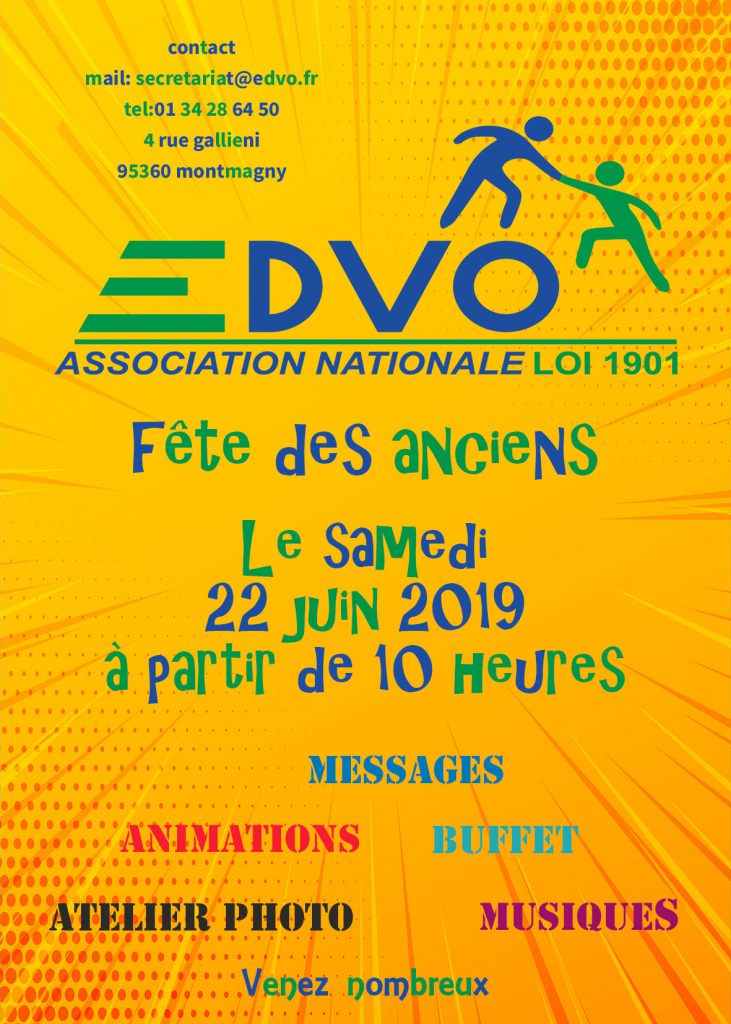 contact
mail: secretariat@edvo.fr
tel:01 34 28 64 50
4 rue gallieni
95360 montmagny
EDVO
ASSOCIATION NATIONALE LOI 1901
Fête des anciens
Le samedi
22 juin 2019
à partir de 10 Heures
MESSAGES
ANIMATIONS BUFFET
ATELIER PHOTO MUSIQUES
Venez nombreux